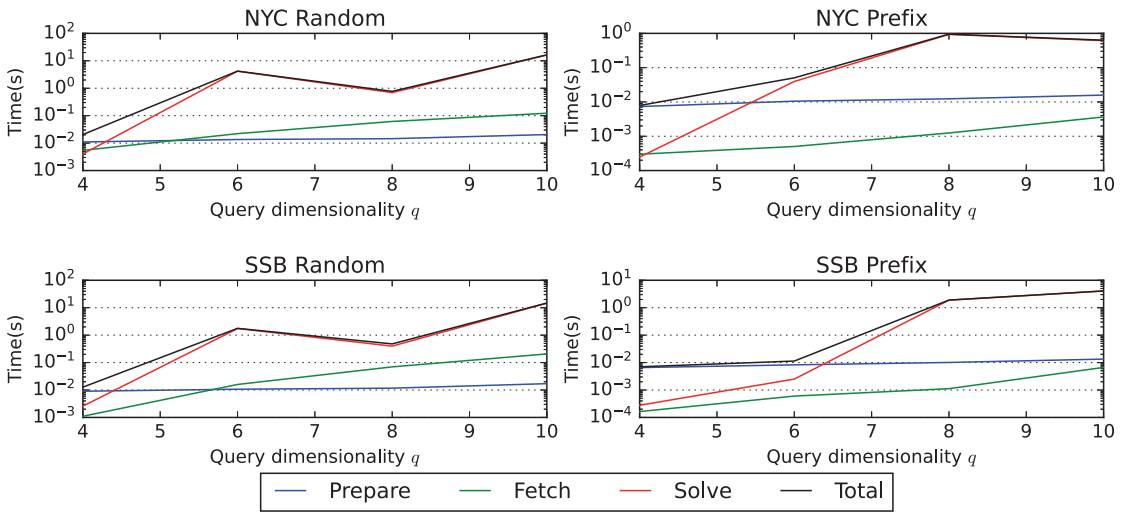 NYC Random
Time(s)
10^2
10^1
10^0
10^-1
10^-2
10^-3
4 5 6 7 8 9 10
Query dimensionality q
NYC Prefix
Time(s)
10^0
10^-1
10^-2
10^-3
10^-4
4 5 6 7 8 9 10
Query dimensionality q
SSB Random
Time(s)
10^2
10^1
10^0
10^-1
10^-2
10^-3
4 5 6 7 8 9 10
Query dimensionality q
SSB Prefix
Time(s)
10^1
10^0
10^-1
10^-2
10^-3
10^-4
4 5 6 7 8 9 10
Query dimensionality q
Prepare Fetch Solve Total